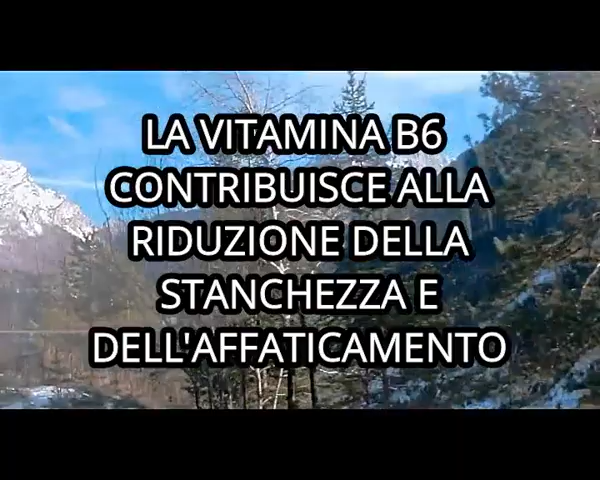 LA VITAMINA B6
CONTRIBUISCE ALLA
RIDUZIONE DELLA
STANCHEZZA E
DELL'AFFATICAMENTO